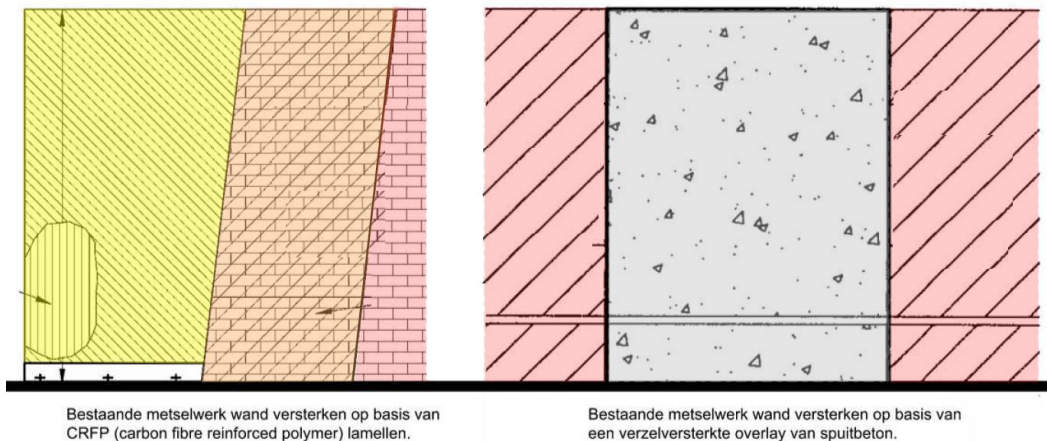 Bestaande metselwerk wand versterken op basis van
CRFP (carbon fibre reinforced polymer) lamellen.
Bestaande metselwerk wand versterken op basis van
een verzelversterkte overlay van spuitbeton.